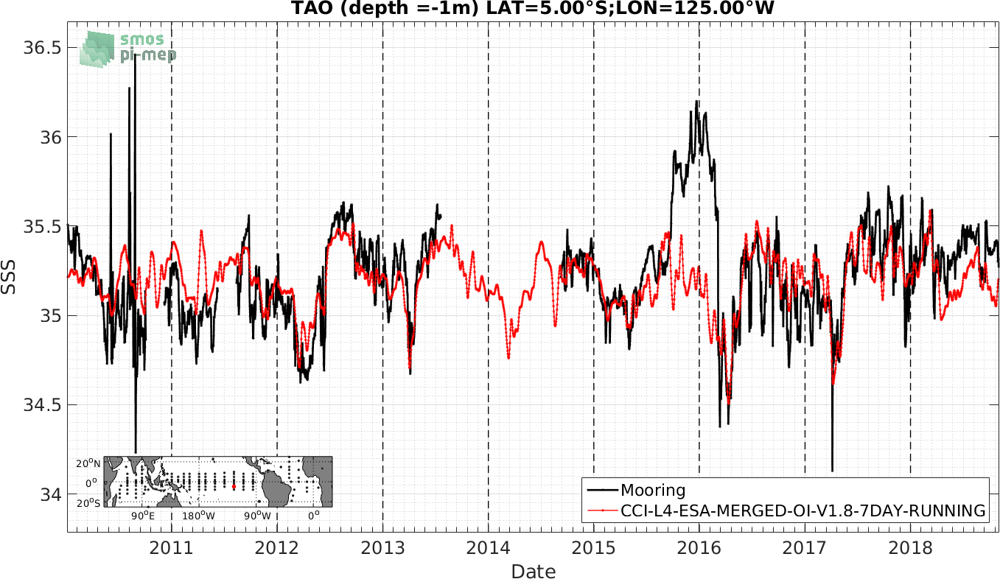 TAO (depth =-1m) LAT=5.00°S;LON=125.00°W
smos
pi-mep
36.5
36
35.5
35
34.5
34
SSS
20°N
0°
20°S
90°E 180°W 90°W 0°
Mooring
CCI-L4-ESA-MERGED-OI-V1.8-7DAY-RUNNING
2011 2012 2013 2014 2015 2016 2017 2018
Date